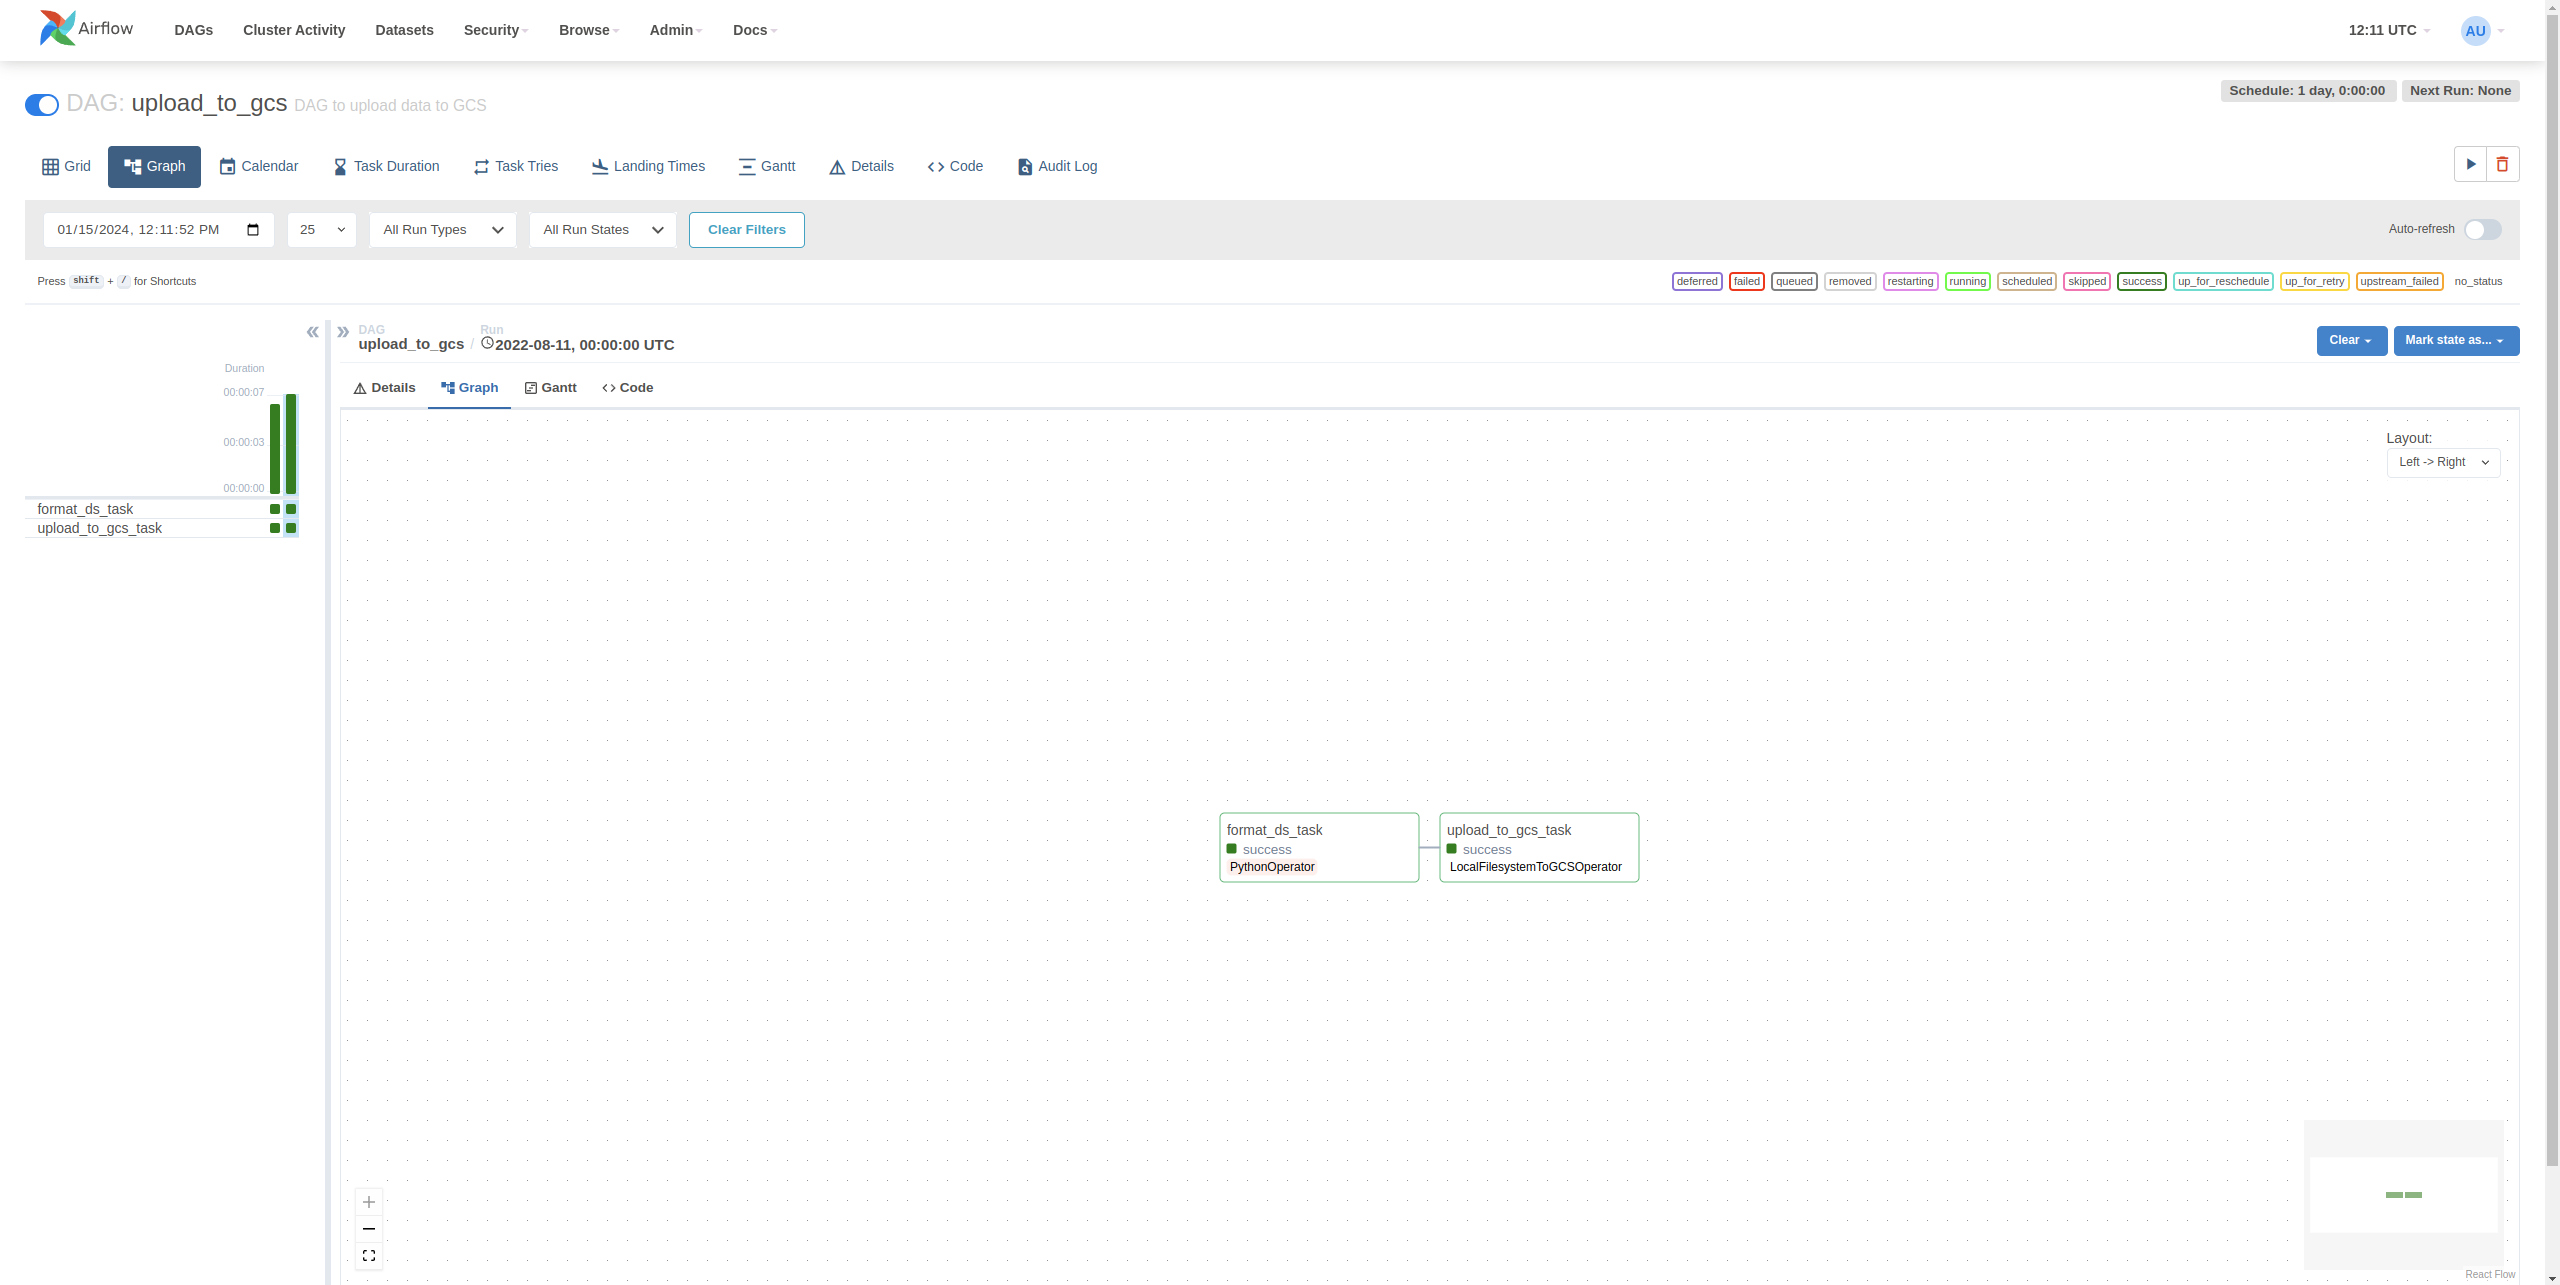 Airflow DAGs Cluster Activity Datasets Security Browse Admin Docs 12:11 UTC AU
DAG: upload_to_gcs DAG to upload data to GCS
Schedule: 1 day, 0:00:00 Next Run: None
Grid Graph Calendar Task Duration Task Tries Landing Times Gantt Details Code Audit Log
01/15/2024, 12:11:52 PM 25 All Run Types All Run States Clear Filters Auto-refresh
Press shift + / for Shortcuts deferred failed queued removed restarting running scheduled skipped success up_for_reschedule up_for_retry upstream_failed no_status
DAG Run
upload_to_gcs / 2022-08-11, 00:00:00 UTC Clear Mark state as...
Details Graph Gantt Code
Duration
00:00:07
00:00:03
00:00:00
format_ds_task
upload_to_gcs_task
Layout:
Left -> Right
format_ds_task
success
PythonOperator
upload_to_gcs_task
success
LocalFilesystemToGCSOperator
React Flow